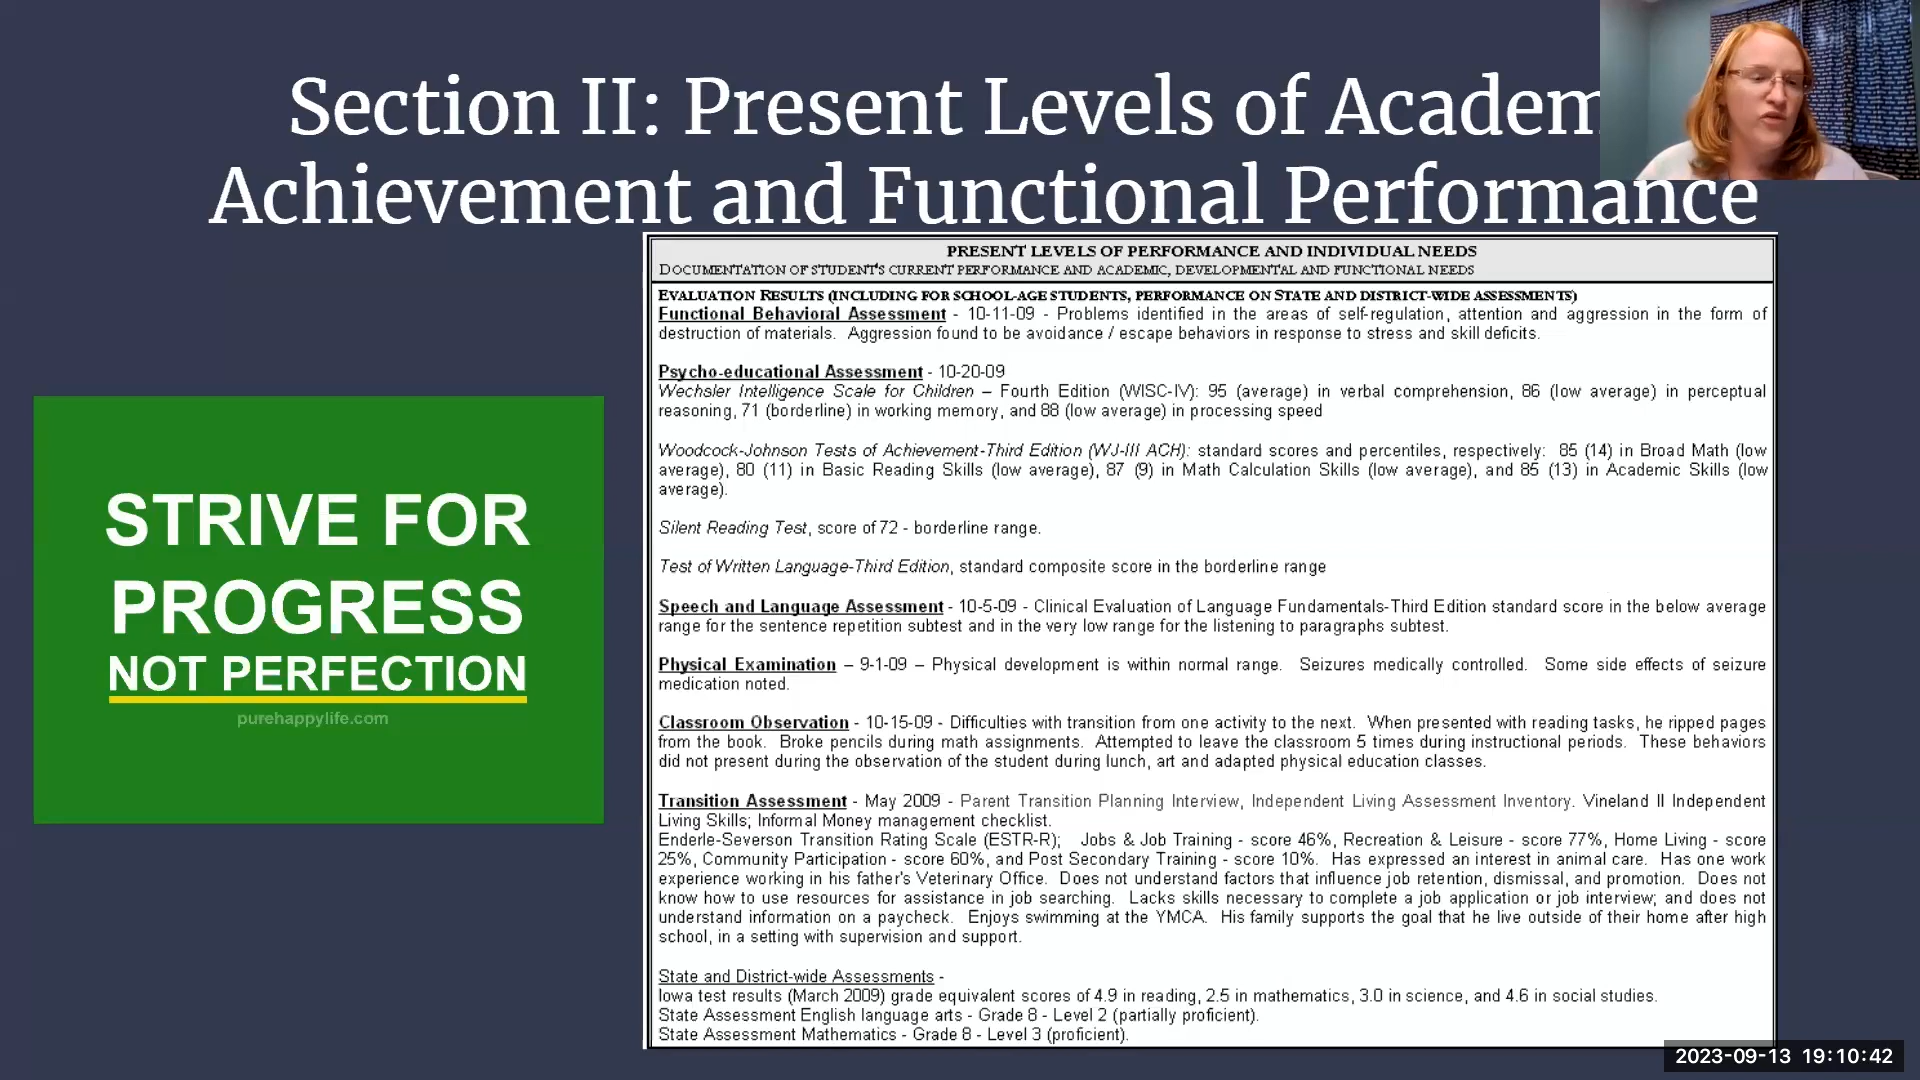 Section II: Present Levels of Academ
Achievement and Functional Performance
PRESENT LEVELS OF PERFORMANCE AND INDIVIDUAL NEEDS
DOCUMENTATION OF STUDENT'S CURRENT PERFORMANCE AND ACADEMIC, DEVELOPMENTAL AND FUNCTIONAL NEEDS
EVALUATION RESULTS (INCLUDING FOR SCHOOL-AGE STUDENTS, PERFORMANCE ON STATE AND DISTRICT-WIDE ASSESSMENTS)
Functional Behavioral Assessment - 10-11-09 - Problems identified in the areas of self-regulation, attention and aggression in the form of
destruction of materials. Aggression found to be avoidance / escape behaviors in response to stress and skill deficits.
Psycho-educational Assessment - 10-20-09
Wechsler Intelligence Scale for Children – Fourth Edition (WISC-IV): 95 (average) in verbal comprehension, 86 (low average) in perceptual
reasoning, 71 (borderline) in working memory, and 88 (low average) in processing speed
Woodcock-Johnson Tests of Achievement-Third Edition (WJ-III ACH): standard scores and percentiles, respectively: 85 (14) in Broad Math (low
average), 80 (11) in Basic Reading Skills (low average), 87 (9) in Math Calculation Skills (low average), and 85 (13) in Academic Skills (low
average).
Silent Reading Test, score of 72 - borderline range.
Test of Written Language-Third Edition, standard composite score in the borderline range
Speech and Language Assessment - 10-5-09 - Clinical Evaluation of Language Fundamentals-Third Edition standard score in the below average
range for the sentence repetition subtest and in the very low range for the listening to paragraphs subtest.
Physical Examination – 9-1-09 – Physical development is within normal range. Seizures medically controlled. Some side effects of seizure
medication noted.
Classroom Observation - 10-15-09 - Difficulties with transition from one activity to the next. When presented with reading tasks, he ripped pages
from the book. Broke pencils during math assignments. Attempted to leave the classroom 5 times during instructional periods. These behaviors
did not present during the observation of the student during lunch, art and adapted physical education classes.
Transition Assessment - May 2009 - Parent Transition Planning Interview, Independent Living Assessment Inventory. Vineland II Independent
Living Skills; Informal Money management checklist.
Enderle-Severson Transition Rating Scale (ESTR-R); Jobs & Job Training - score 46%, Recreation & Leisure - score 77%, Home Living - score
25%, Community Participation - score 60%, and Post Secondary Training - score 10%. Has expressed an interest in animal care. Has one work
experience working in his father's Veterinary Office. Does not understand factors that influence job retention, dismissal, and promotion. Does not
know how to use resources for assistance in job searching. Lacks skills necessary to complete a job application or job interview; and does not
understand information on a paycheck. Enjoys swimming at the YMCA. His family supports the goal that he live outside of their home after high
school, in a setting with supervision and support.
State and District-wide Assessments -
Iowa test results (March 2009) grade equivalent scores of 4.9 in reading, 2.5 in mathematics, 3.0 in science, and 4.6 in social studies.
State Assessment English language arts - Grade 8 - Level 2 (partially proficient).
State Assessment Mathematics - Grade 8 - Level 3 (proficient).
STRIVE FOR
PROGRESS
NOT PERFECTION
purehappylife.com
2023-09-13 19:10:42